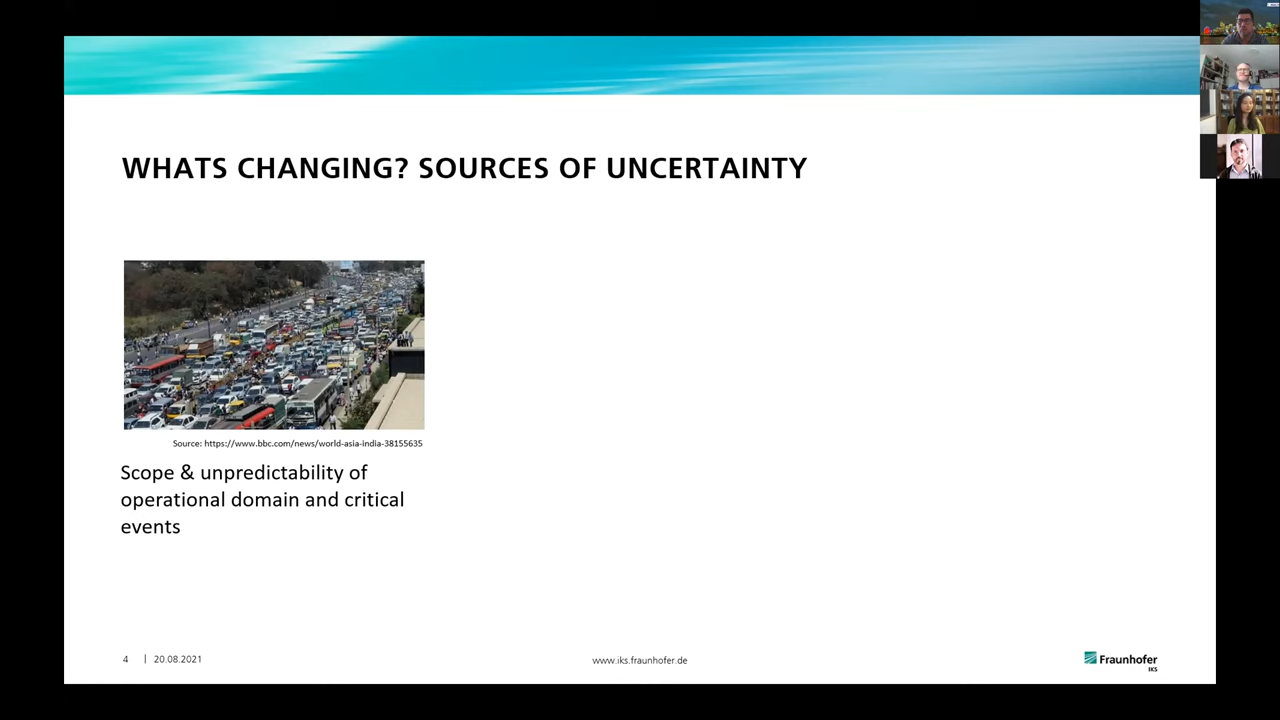 WHATS CHANGING? SOURCES OF UNCERTAINTY
Source: https://www.bbc.com/news/world-asia-india-38155635
Scope & unpredictability of
operational domain and critical
events
4 | 20.08.2021
www.iks.fraunhofer.de
Fraunhofer
IKS